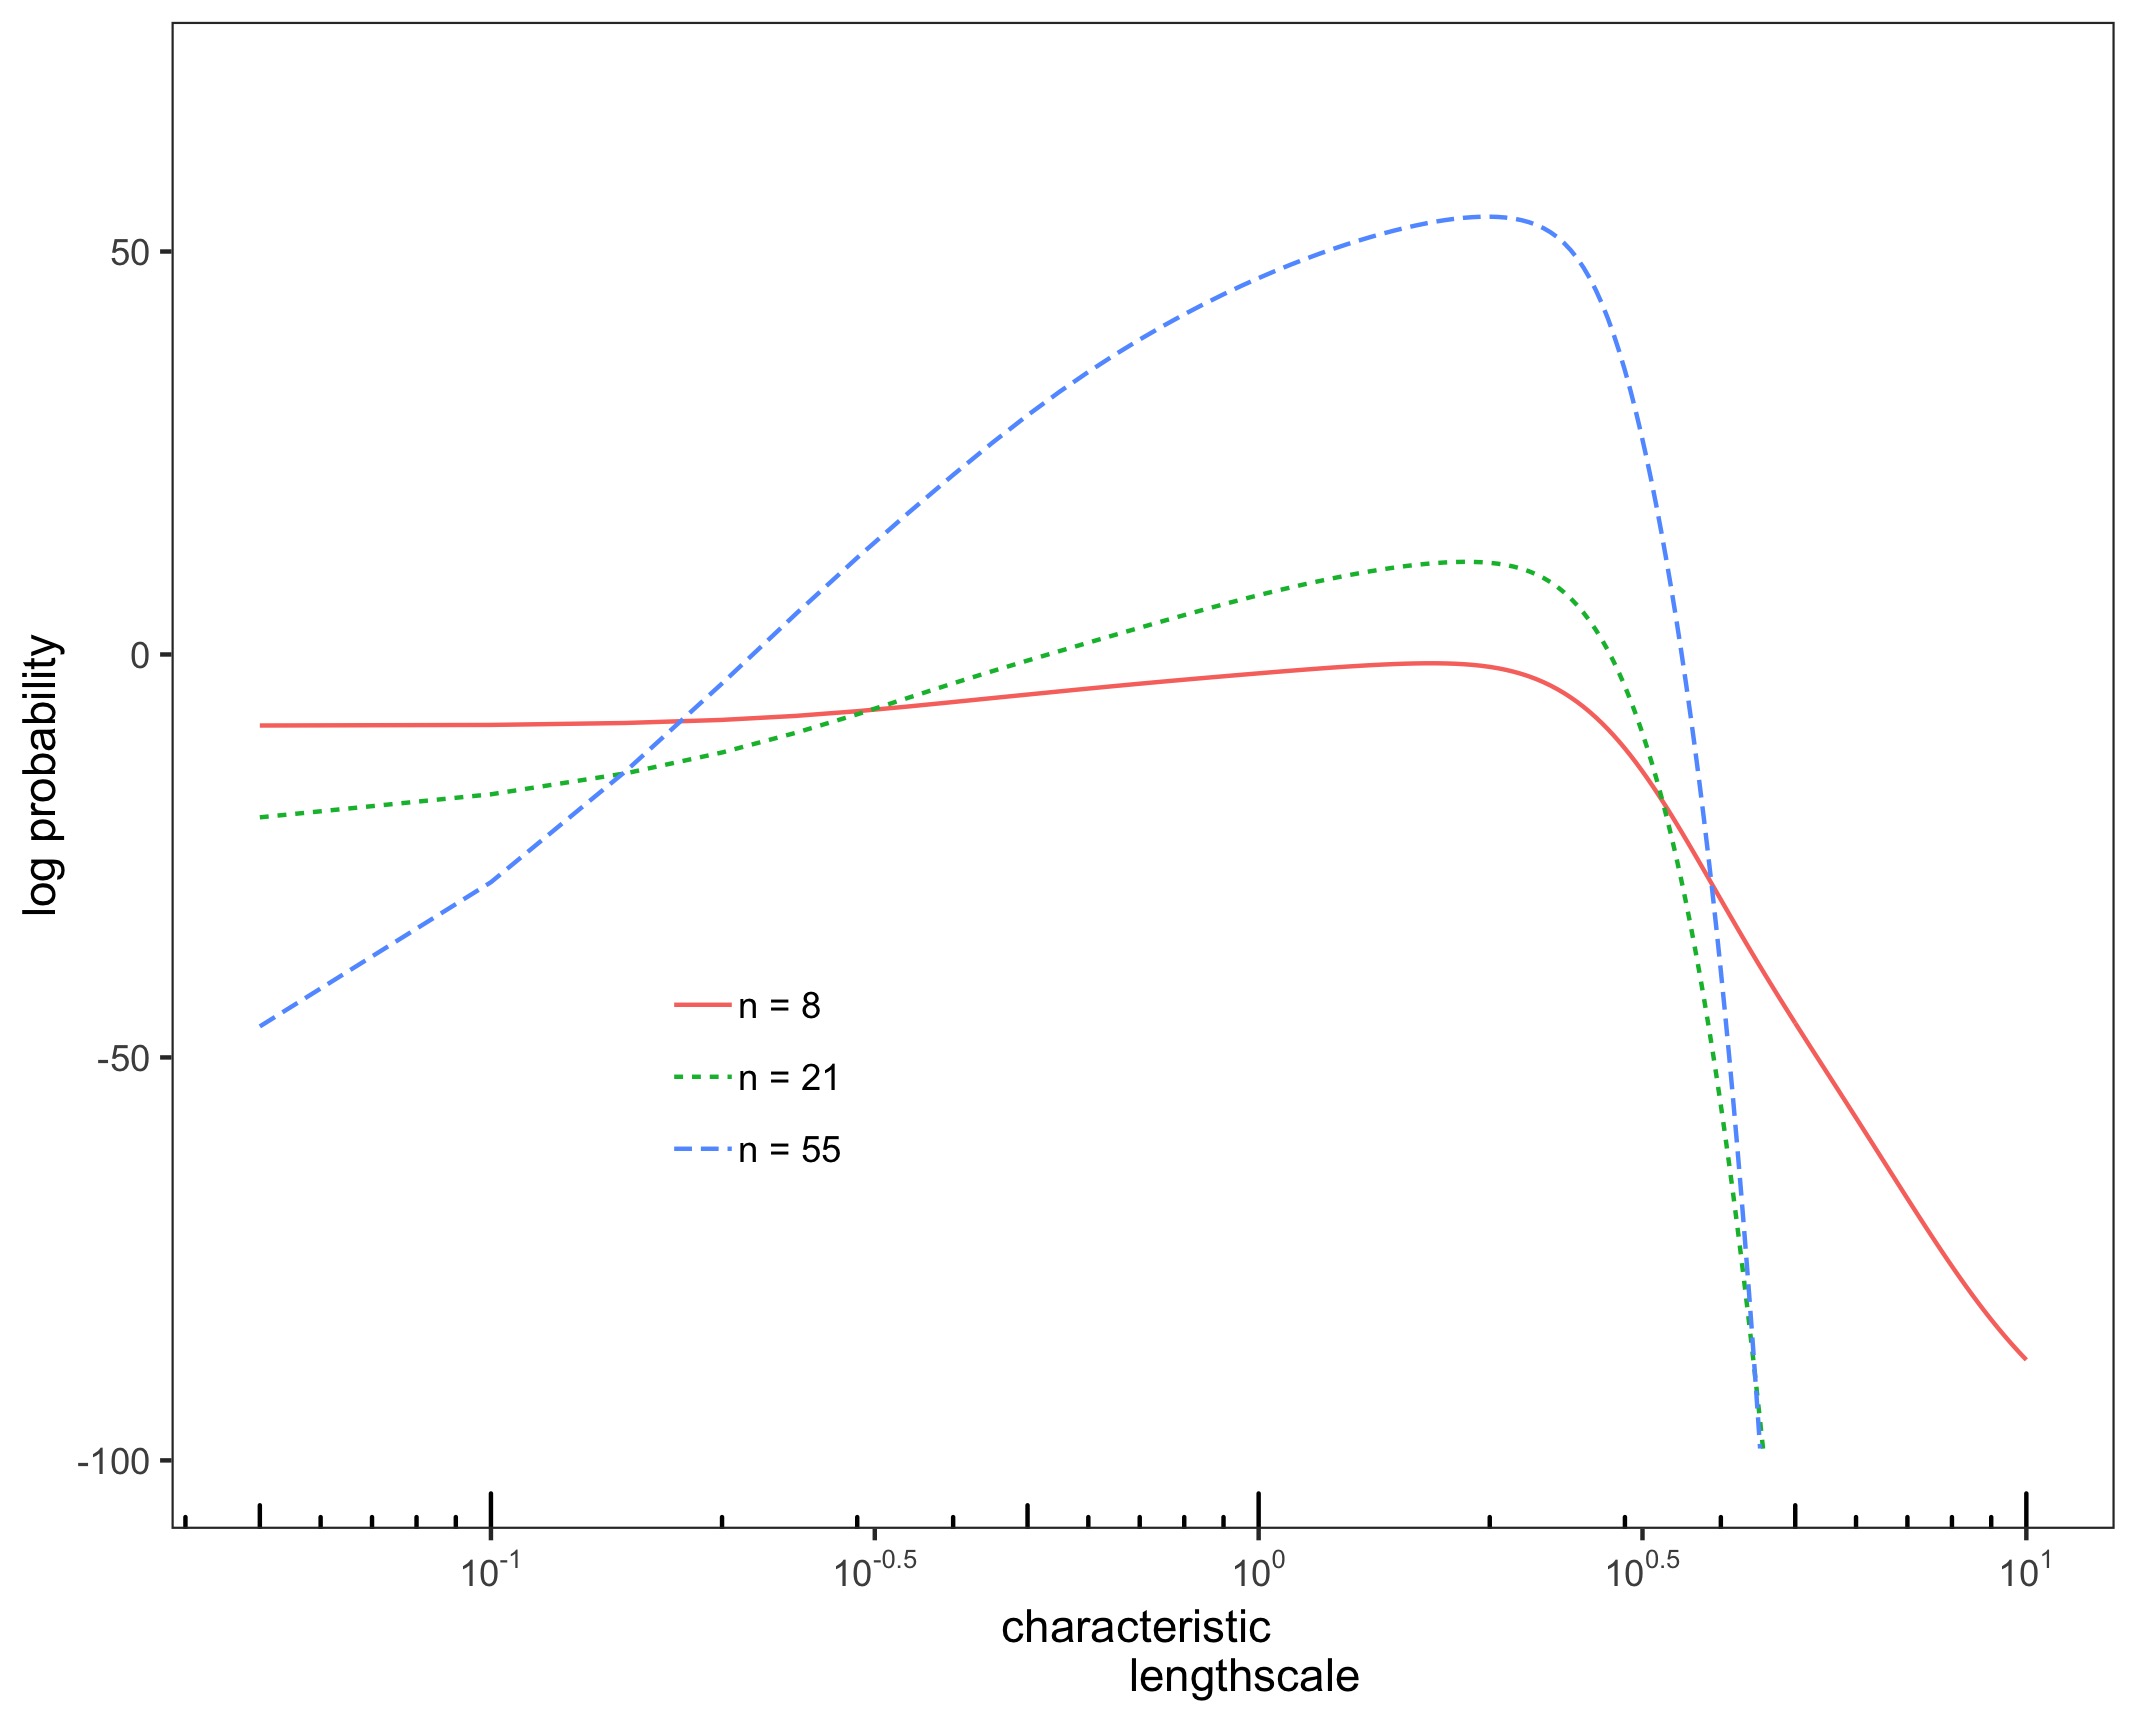 50
0
-50
-100
log probability
n = 8
n = 21
n = 55
10^-1 10^-0.5 10^0 10^0.5 10^1
characteristic
lengthscale